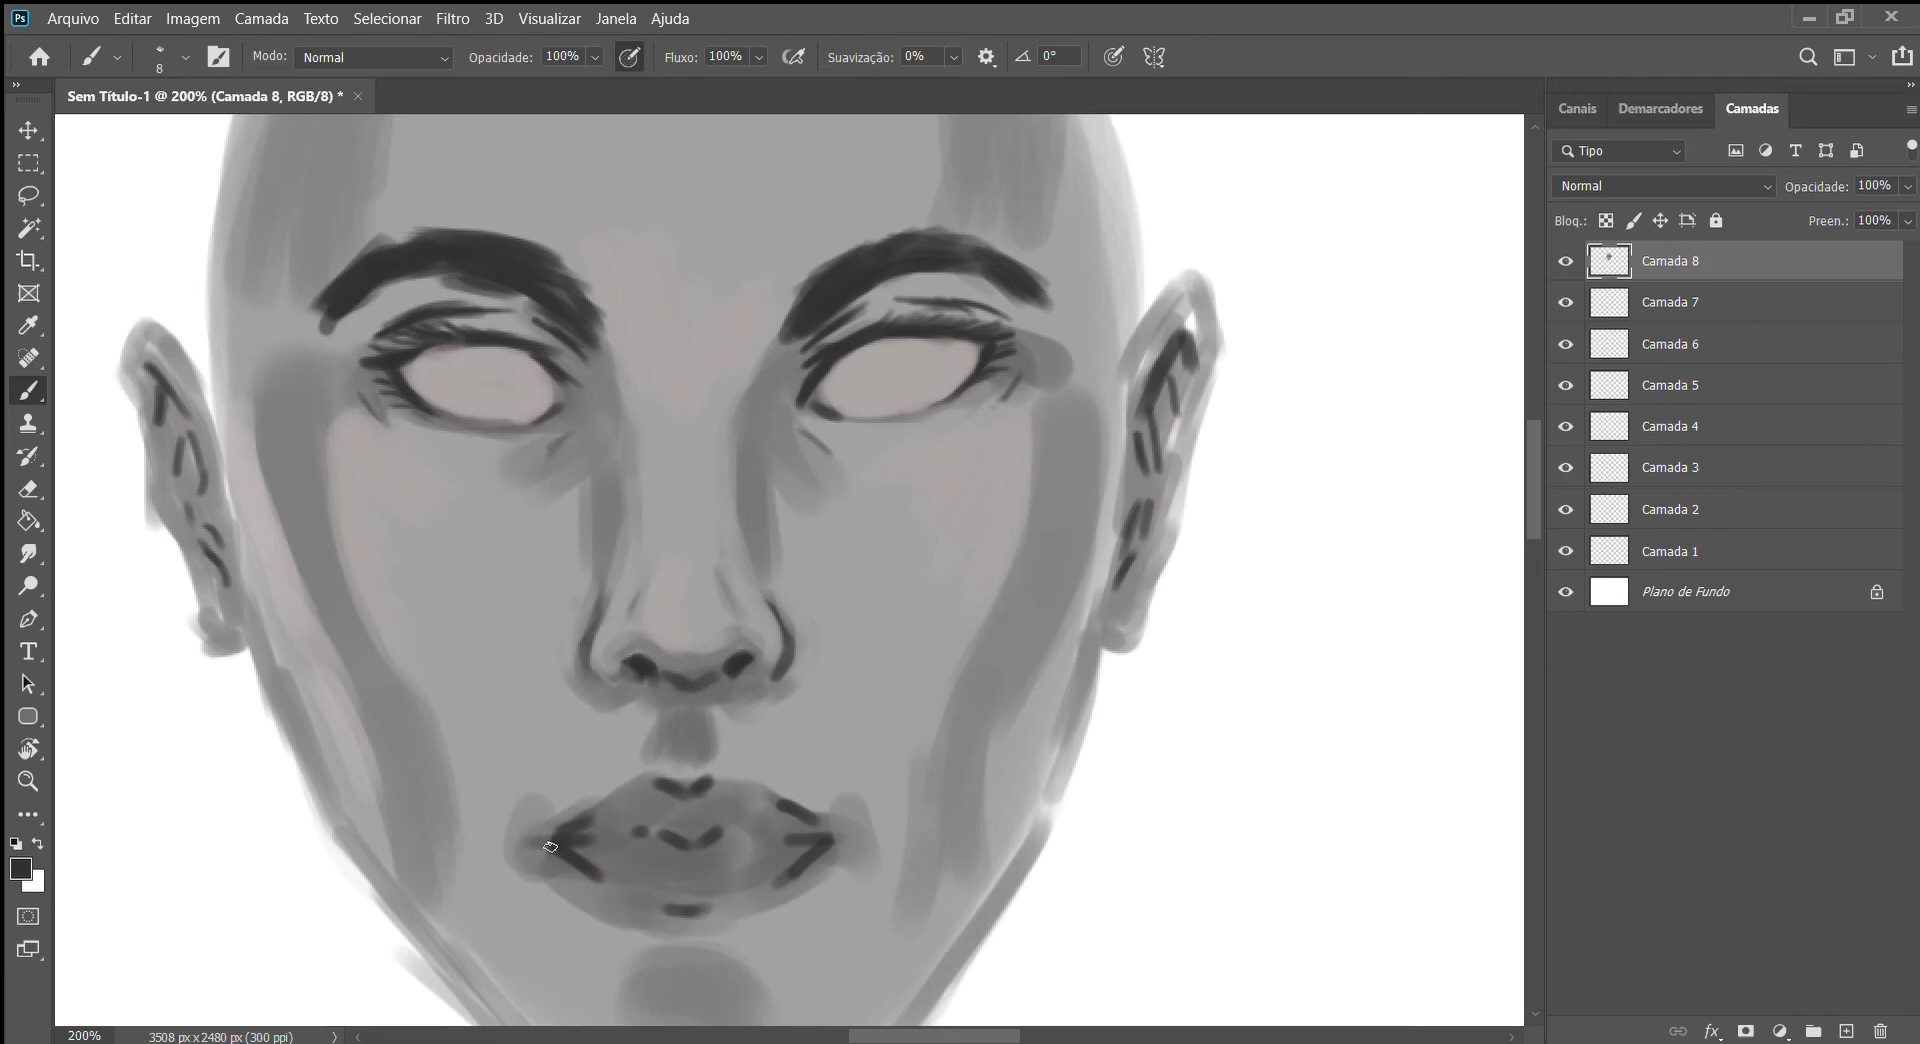 Ps Arquivo Editar Imagem Camada Texto Selecionar Filtro 3D Visualizar Janela Ajuda
8 Modo: Normal Opacidade: 100% Fluxo: 100% Suavização: 0% 0°
Sem Título-1 @ 200% (Camada 8, RGB/8) *
Canais Demarcadores Camadas
Tipo
Normal Opacidade: 100%
Bloq.: Preen.: 100%
Camada 8
Camada 7
Camada 6
Camada 5
Camada 4
Camada 3
Camada 2
Camada 1
Plano de Fundo
200% 3508 px x 2480 px (300 ppi)
fx